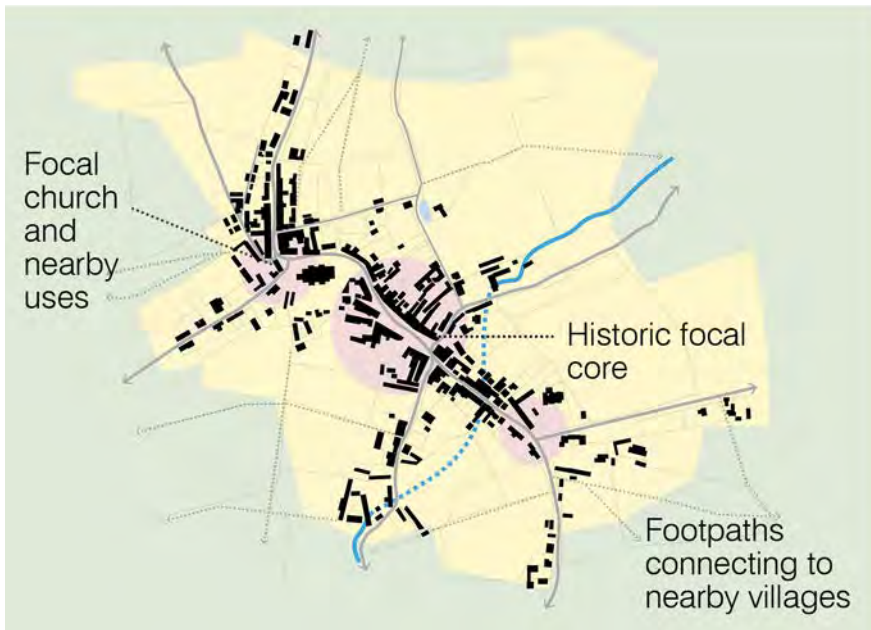 Focal
church
and
nearby
uses
Historic focal
core
Footpaths
connecting to
nearby villages